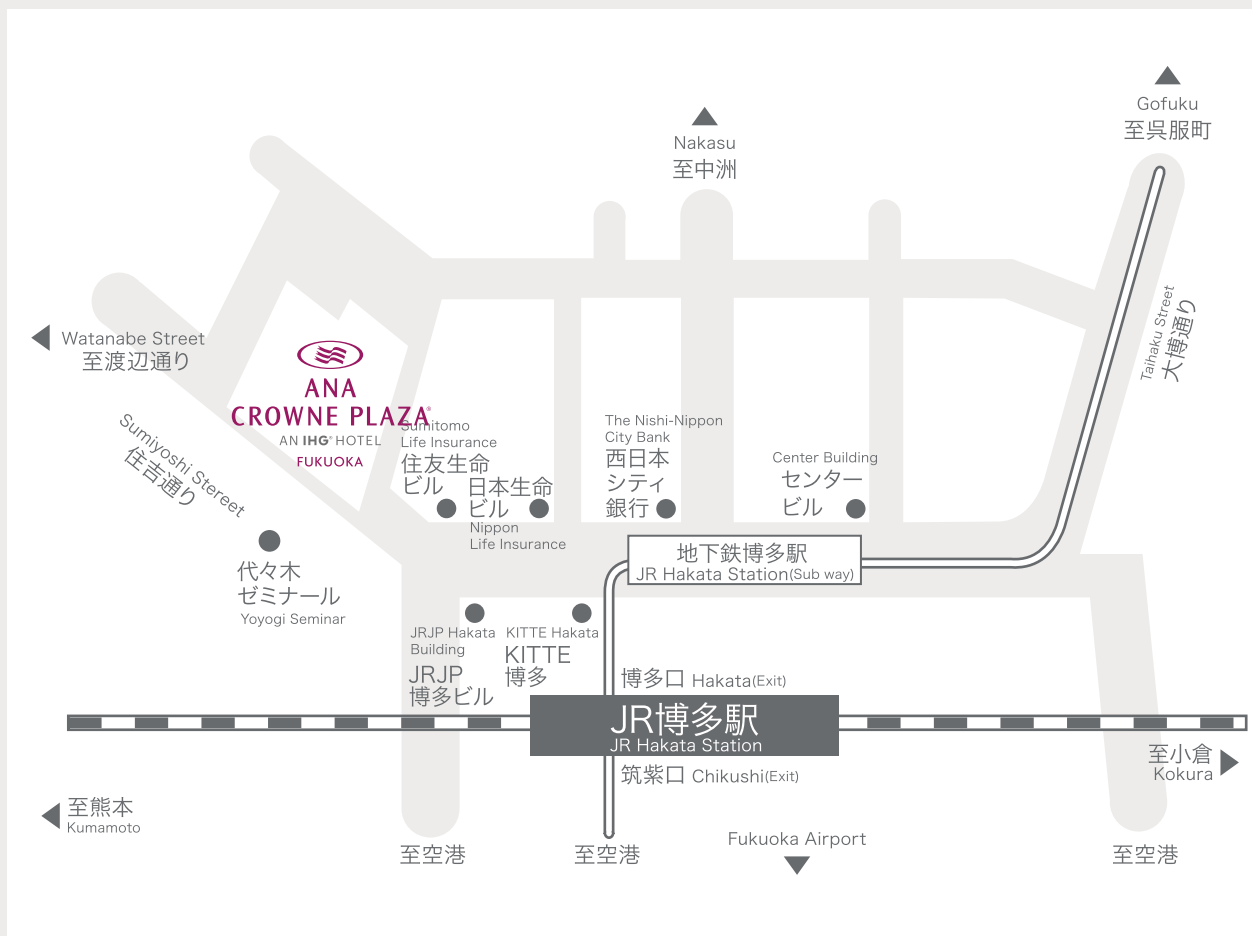 Gofuku
至呉服町
Nakasu
至中洲
Taihaku Street
大博通り
Watanabe Street
至渡辺通り
ANA
CROWNE PLAZA®
AN IHG® HOTEL
FUKUOKA
Sumiyoshi Stereet
住吉通り
Sumitomo
Life Insurance
住友生命
ビル
日本生命
ビル
Nippon
Life Insurance
The Nishi-Nippon
City Bank
西日本
シティ
銀行
Center Building
センター
ビル
代々木
ゼミナール
Yoyogi Seminar
地下鉄博多駅
JR Hakata Station(Sub way)
JRJP Hakata
Building
JRJP
博多ビル
KITTE Hakata
KITTE
博多
博多口 Hakata(Exit)
JR博多駅
JR Hakata Station
筑紫口 Chikushi(Exit)
至小倉
Kokura
至熊本
Kumamoto
至空港
至空港
Fukuoka Airport
至空港